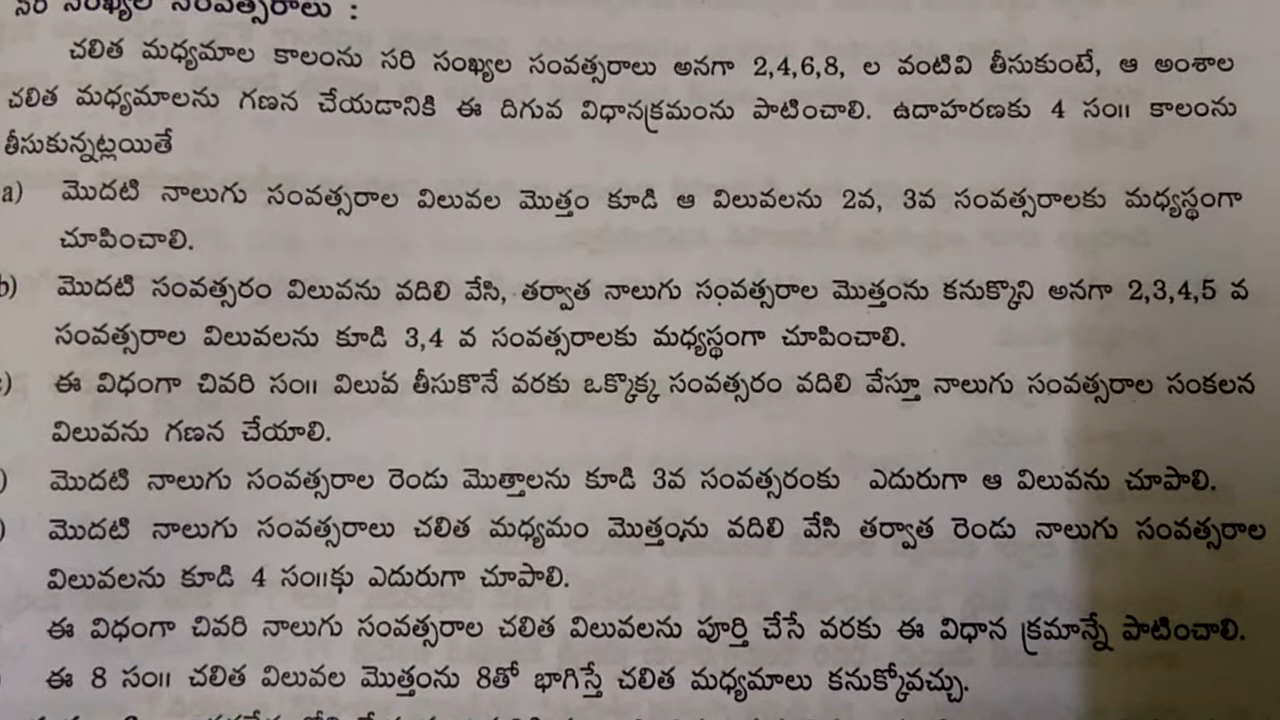 సరి సంఖ్యల సంవత్సరాలు :
చలిత మధ్యమాల కాలంను సరి సంఖ్యల సంవత్సరాలు అనగా 2,4,6,8, ల వంటివి తీసుకుంటే, ఆ అంశాల
చలిత మధ్యమాలను గణన చేయడానికి ఈ దిగువ విధానక్రమంను పాటించాలి. ఉదాహరణకు 4 సం॥ కాలంను
తీసుకున్నట్లయితే
a) మొదటి నాలుగు సంవత్సరాల విలువల మొత్తం కూడి ఆ విలువలను 2వ, 3వ సంవత్సరాలకు మధ్యస్థంగా
చూపించాలి.
b) మొదటి సంవత్సరం విలువను వదిలి వేసి, తర్వాత నాలుగు సంవత్సరాల మొత్తంను కనుక్కొని అనగా 2,3,4,5 వ
సంవత్సరాల విలువలను కూడి 3,4 వ సంవత్సరాలకు మధ్యస్థంగా చూపించాలి.
) ఈ విధంగా చివరి సం॥ విలువ తీసుకొనే వరకు ఒక్కొక్క సంవత్సరం వదిలి వేస్తూ నాలుగు సంవత్సరాల సంకలన
విలువను గణన చేయాలి.
) మొదటి నాలుగు సంవత్సరాల రెండు మొత్తాలను కూడి 3వ సంవత్సరంకు ఎదురుగా ఆ విలువను చూపాలి.
) మొదటి నాలుగు సంవత్సరాలు చలిత మధ్యమం మొత్తంను వదిలి వేసి తర్వాత రెండు నాలుగు సంవత్సరాల
విలువలను కూడి 4 సం॥కు ఎదురుగా చూపాలి.
ఈ విధంగా చివరి నాలుగు సంవత్సరాల చలిత విలువలను పూర్తి చేసే వరకు ఈ విధాన క్రమాన్నే పాటించాలి.
ఈ 8 సం॥ చలిత విలువల మొత్తంను 8తో భాగిస్తే చలిత మధ్యమాలు కనుక్కోవచ్చు.